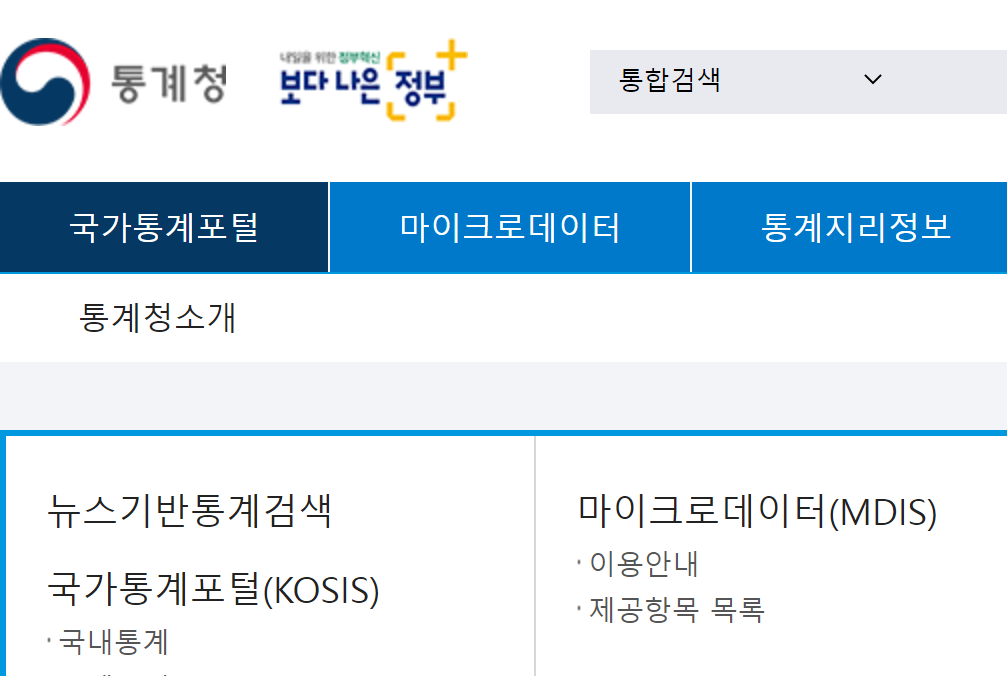 통계청
내일을 위한 정부혁신
보다 나은 정부
통합검색
국가통계포털
마이크로데이터
통계지리정보
통계청소개
뉴스기반통계검색
국가통계포털(KOSIS)
· 국내통계
마이크로데이터(MDIS)
· 이용안내
· 제공항목 목록